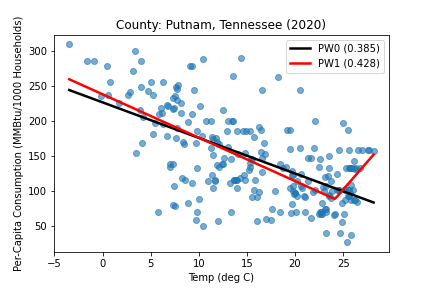 County: Putnam, Tennessee (2020)
PW0 (0.385)
PW1 (0.428)
Per-Capita Consumption (MMBtu/1000 Households)
300
250
200
150
100
50
−5 0 5 10 15 20 25
Temp (deg C)